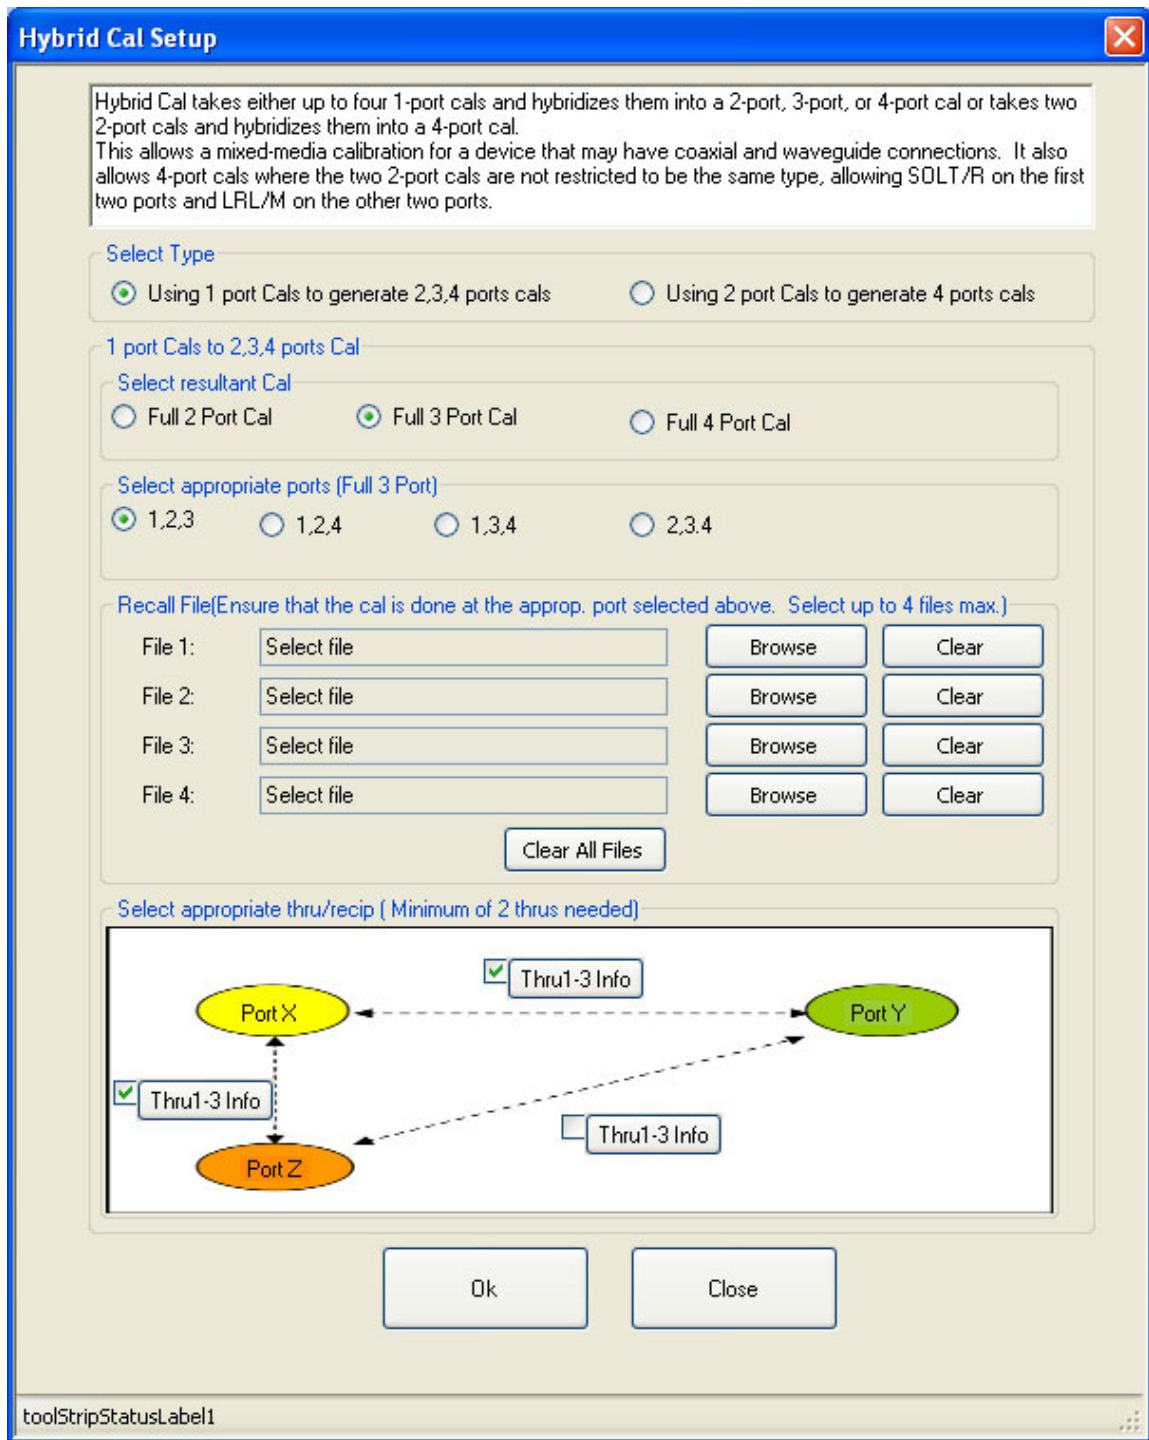 Hybrid Cal Setup
Hybrid Cal takes either up to four 1-port cals and hybridizes them into a 2-port, 3-port, or 4-port cal or takes two
2-port cals and hybridizes them into a 4-port cal.
This allows a mixed-media calibration for a device that may have coaxial and waveguide connections. It also
allows 4-port cals where the two 2-port cals are not restricted to be the same type, allowing SOLT/R on the first
two ports and LRL/M on the other two ports.
Select Type
Using 1 port Cals to generate 2,3,4 ports cals
Using 2 port Cals to generate 4 ports cals
1 port Cals to 2,3,4 ports Cal
Select resultant Cal
Full 2 Port Cal
Full 3 Port Cal
Full 4 Port Cal
Select appropriate ports (Full 3 Port)
1,2,3
1,2,4
1,3,4
2,3.4
Recall File(Ensure that the cal is done at the approp. port selected above. Select up to 4 files max.)
File 1:
Select file
Browse
Clear
File 2:
Select file
Browse
Clear
File 3:
Select file
Browse
Clear
File 4:
Select file
Browse
Clear
Clear All Files
Select appropriate thru/recip ( Minimum of 2 thrus needed)
Thru1-3 Info
Port X
Port Y
Thru1-3 Info
Thru1-3 Info
Port Z
Ok
Close
toolStripStatusLabel1